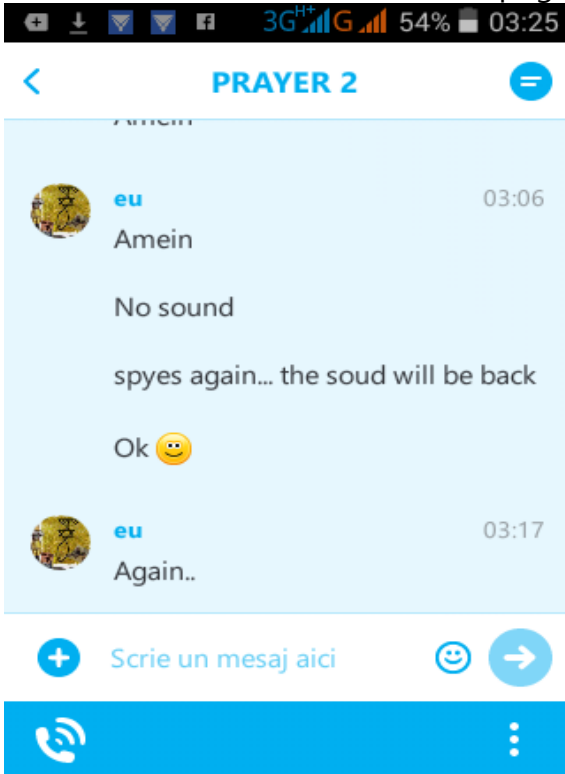 3G H+ G 54% 03:25
PRAYER 2
Amein
eu 03:06
Amein
No sound
spyes again... the soud will be back
Ok
eu 03:17
Again..
Scrie un mesaj aici